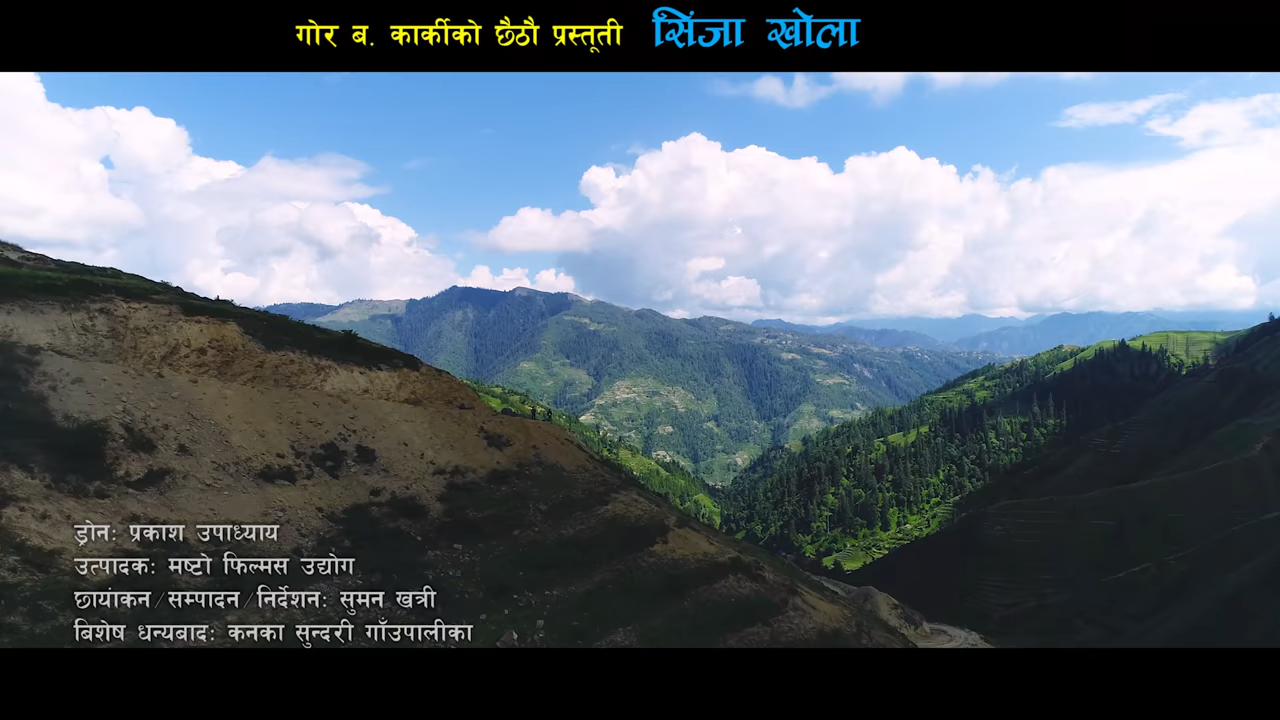 गोर ब. कार्कीको छैठौ प्रस्तूती सिंजा खोला
ड्रोन: प्रकाश उपाध्याय
उत्पादक: मष्टो फिल्मस उद्योग
छायांकन/सम्पादन/निर्देशन: सुमन खत्री
बिशेष धन्यबाद: कनका सुन्दरी गाँउपालीका